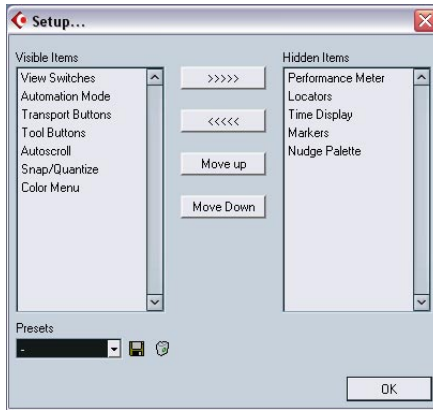 Setup...
Visible Items
View Switches
Automation Mode
Transport Buttons
Tool Buttons
Autoscroll
Snap/Quantize
Color Menu
>>>>>
<<<<<
Move up
Move Down
Hidden Items
Performance Meter
Locators
Time Display
Markers
Nudge Palette
Presets
-
OK